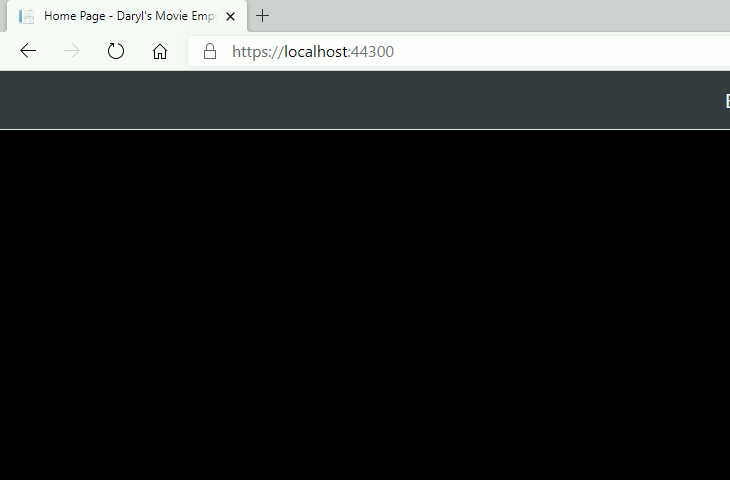 Home Page - Daryl's Movie Emp
https://localhost:44300